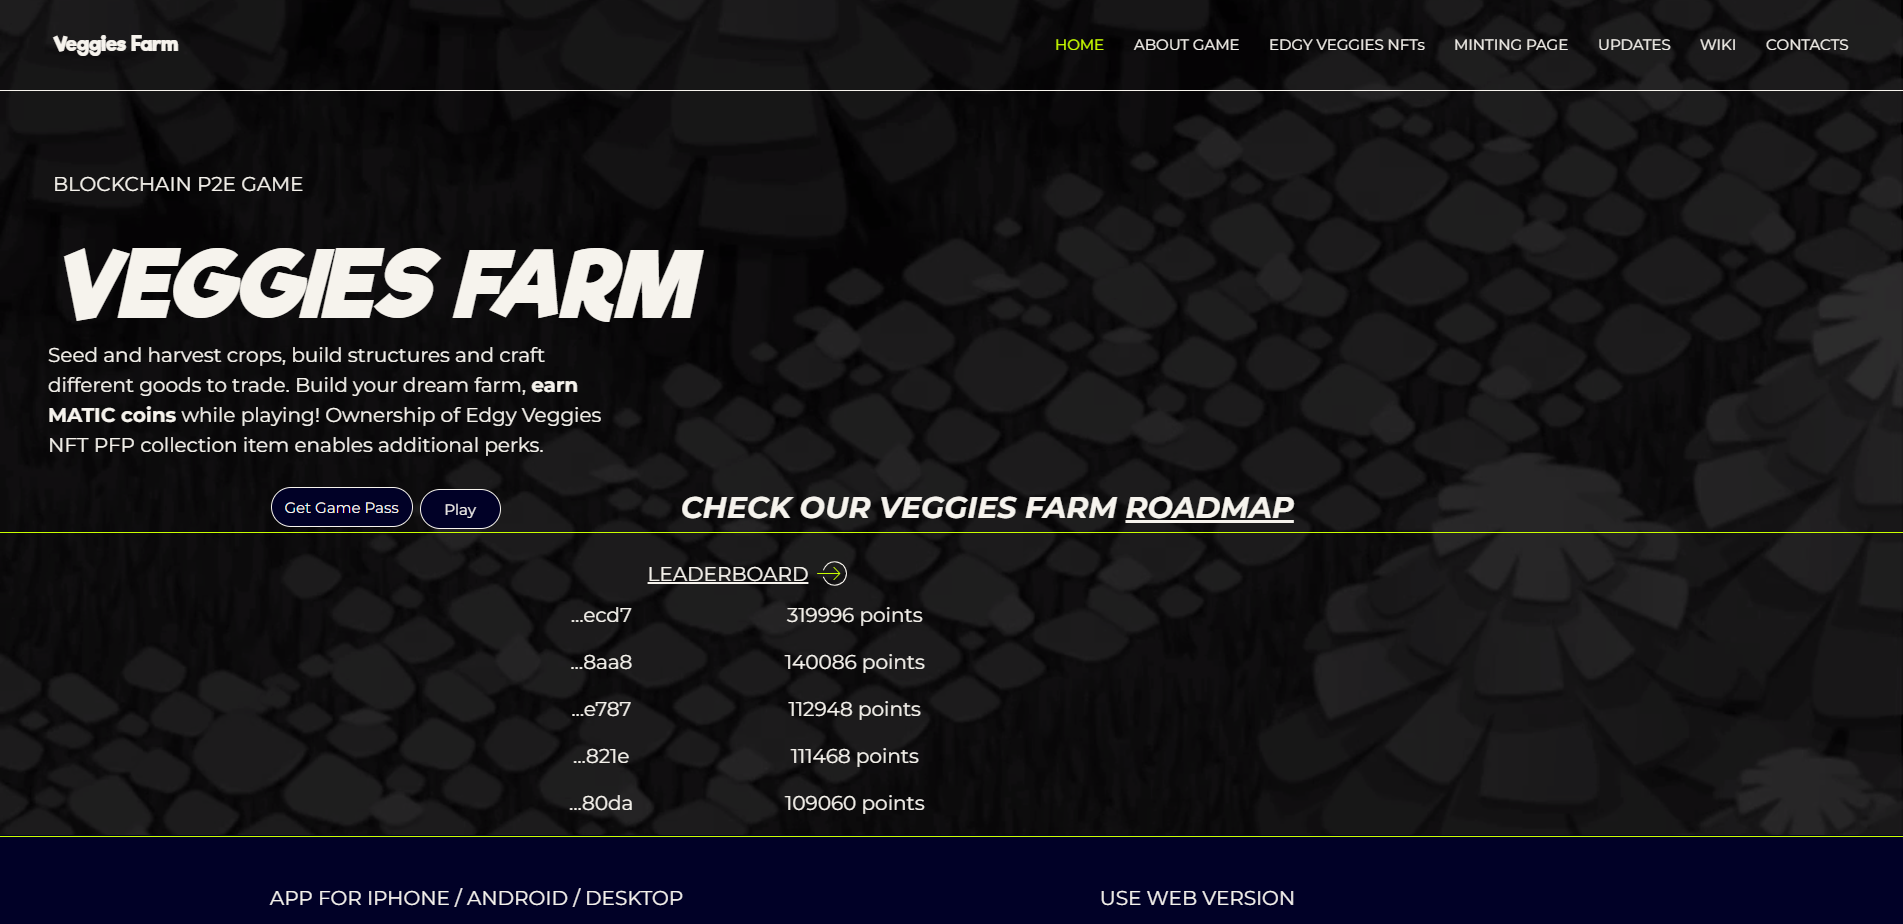 Veggies Farm
HOME ABOUT GAME EDGY VEGGIES NFTs MINTING PAGE UPDATES WIKI CONTACTS
BLOCKCHAIN P2E GAME
VEGGIES FARM
Seed and harvest crops, build structures and craft
different goods to trade. Build your dream farm, earn
MATIC coins while playing! Ownership of Edgy Veggies
NFT PFP collection item enables additional perks.
Get Game Pass Play
CHECK OUR VEGGIES FARM ROADMAP
LEADERBOARD
...ecd7 319996 points
...8aa8 140086 points
...e787 112948 points
...821e 111468 points
...80da 109060 points
APP FOR IPHONE / ANDROID / DESKTOP USE WEB VERSION